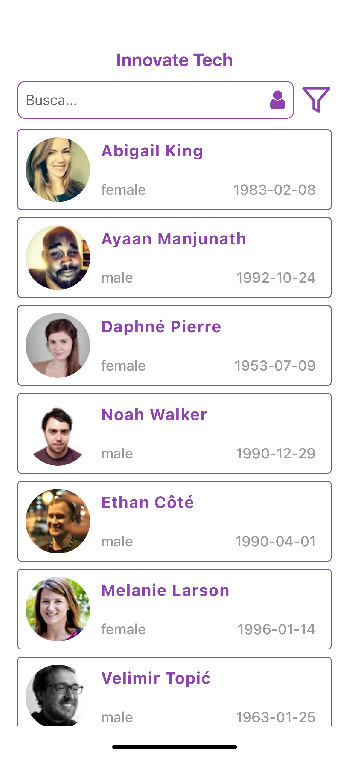 Innovate Tech
Busca...
Abigail King
female 1983-02-08
Ayaan Manjunath
male 1992-10-24
Daphné Pierre
female 1953-07-09
Noah Walker
male 1990-12-29
Ethan Côté
male 1990-04-01
Melanie Larson
female 1996-01-14
Velimir Topić
male 1963-01-25